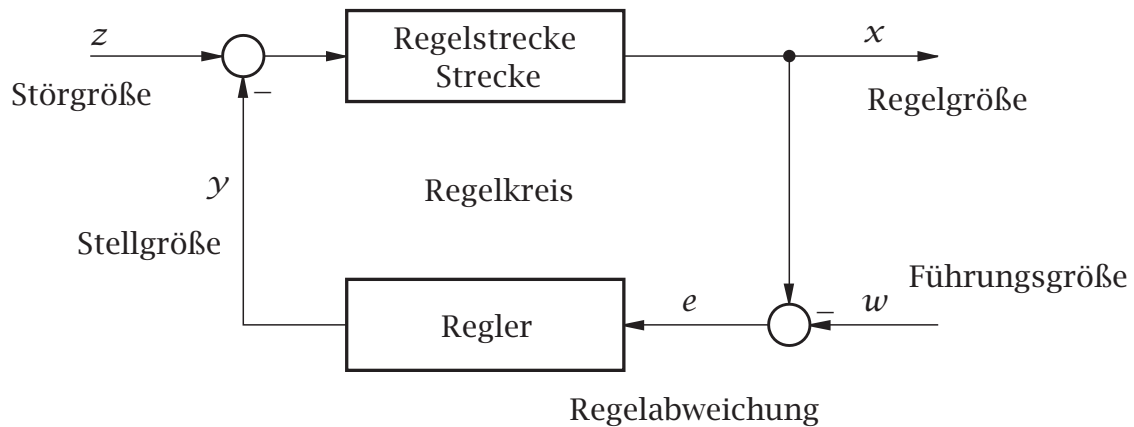 z
Störgröße
Regelstrecke
Strecke
x
Regelgröße
–
y
Stellgröße
Regelkreis
Führungsgröße
Regler
e
–
w
Regelabweichung